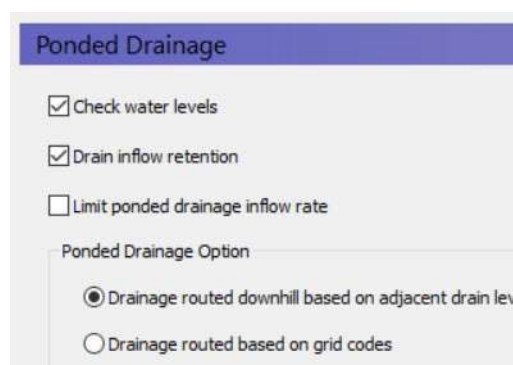 Ponded Drainage
Check water levels
Drain inflow retention
Limit ponded drainage inflow rate
Ponded Drainage Option
Drainage routed downhill based on adjacent drain
Drainage routed based on grid codes